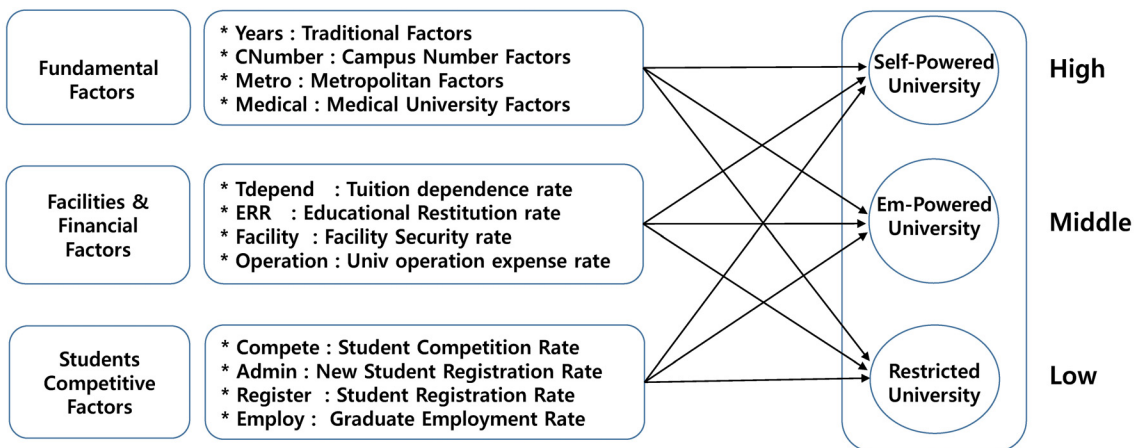 Fundamental
Factors
* Years : Traditional Factors
* CNumber : Campus Number Factors
* Metro : Metropolitan Factors
* Medical : Medical University Factors
Self-Powered
University
High
Facilities &
Financial
Factors
* Tdepend : Tuition dependence rate
* ERR : Educational Restitution rate
* Facility : Facility Security rate
* Operation : Univ operation expense rate
Em-Powered
University
Middle
Students
Competitive
Factors
* Compete : Student Competition Rate
* Admin : New Student Registration Rate
* Register : Student Registration Rate
* Employ : Graduate Employment Rate
Restricted
University
Low